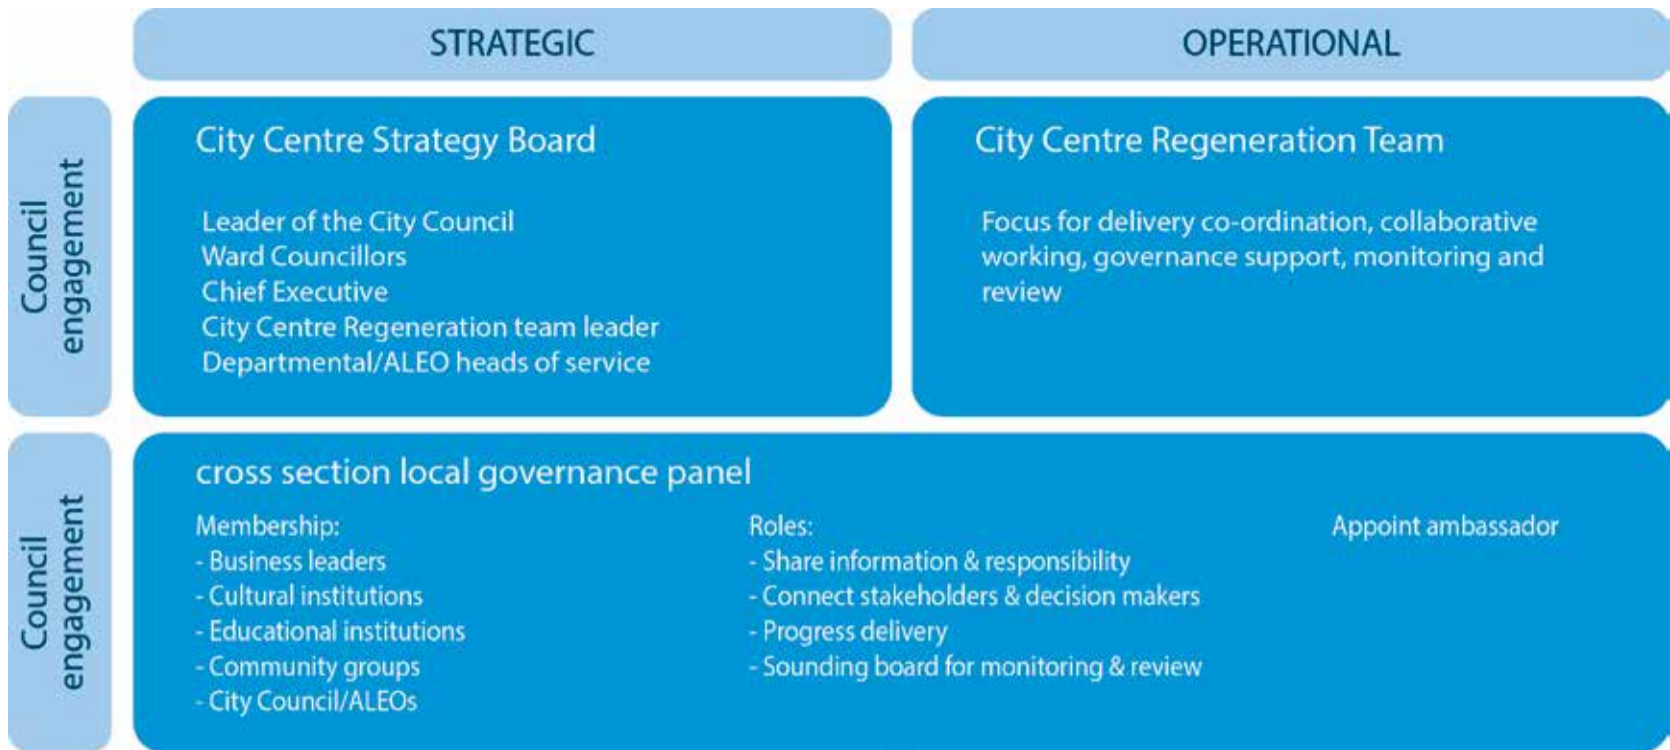 STRATEGIC
OPERATIONAL
Council
engagement
City Centre Strategy Board
Leader of the City Council
Ward Councillors
Chief Executive
City Centre Regeneration team leader
Departmental/ALEO heads of service
City Centre Regeneration Team
Focus for delivery co-ordination, collaborative
working, governance support, monitoring and
review
Council
engagement
cross section local governance panel
Membership:
- Business leaders
- Cultural institutions
- Educational institutions
- Community groups
- City Council/ALEOs
Roles:
- Share information & responsibility
- Connect stakeholders & decision makers
- Progress delivery
- Sounding board for monitoring & review
Appoint ambassador